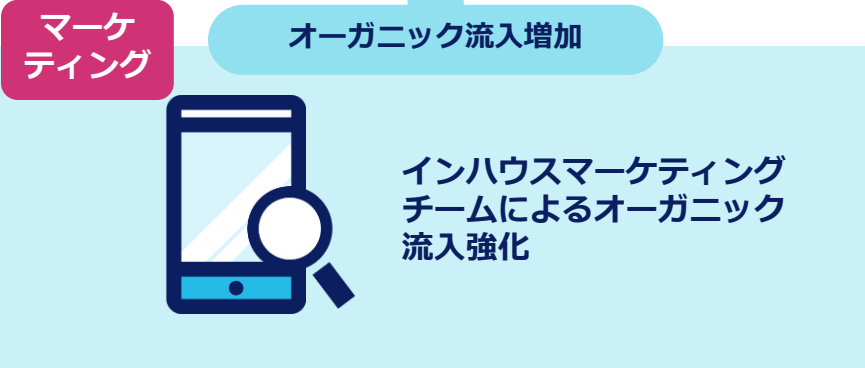 マーケ
ティング
オーガニック流入増加
インハウスマーケティング
チームによるオーガニック
流入強化